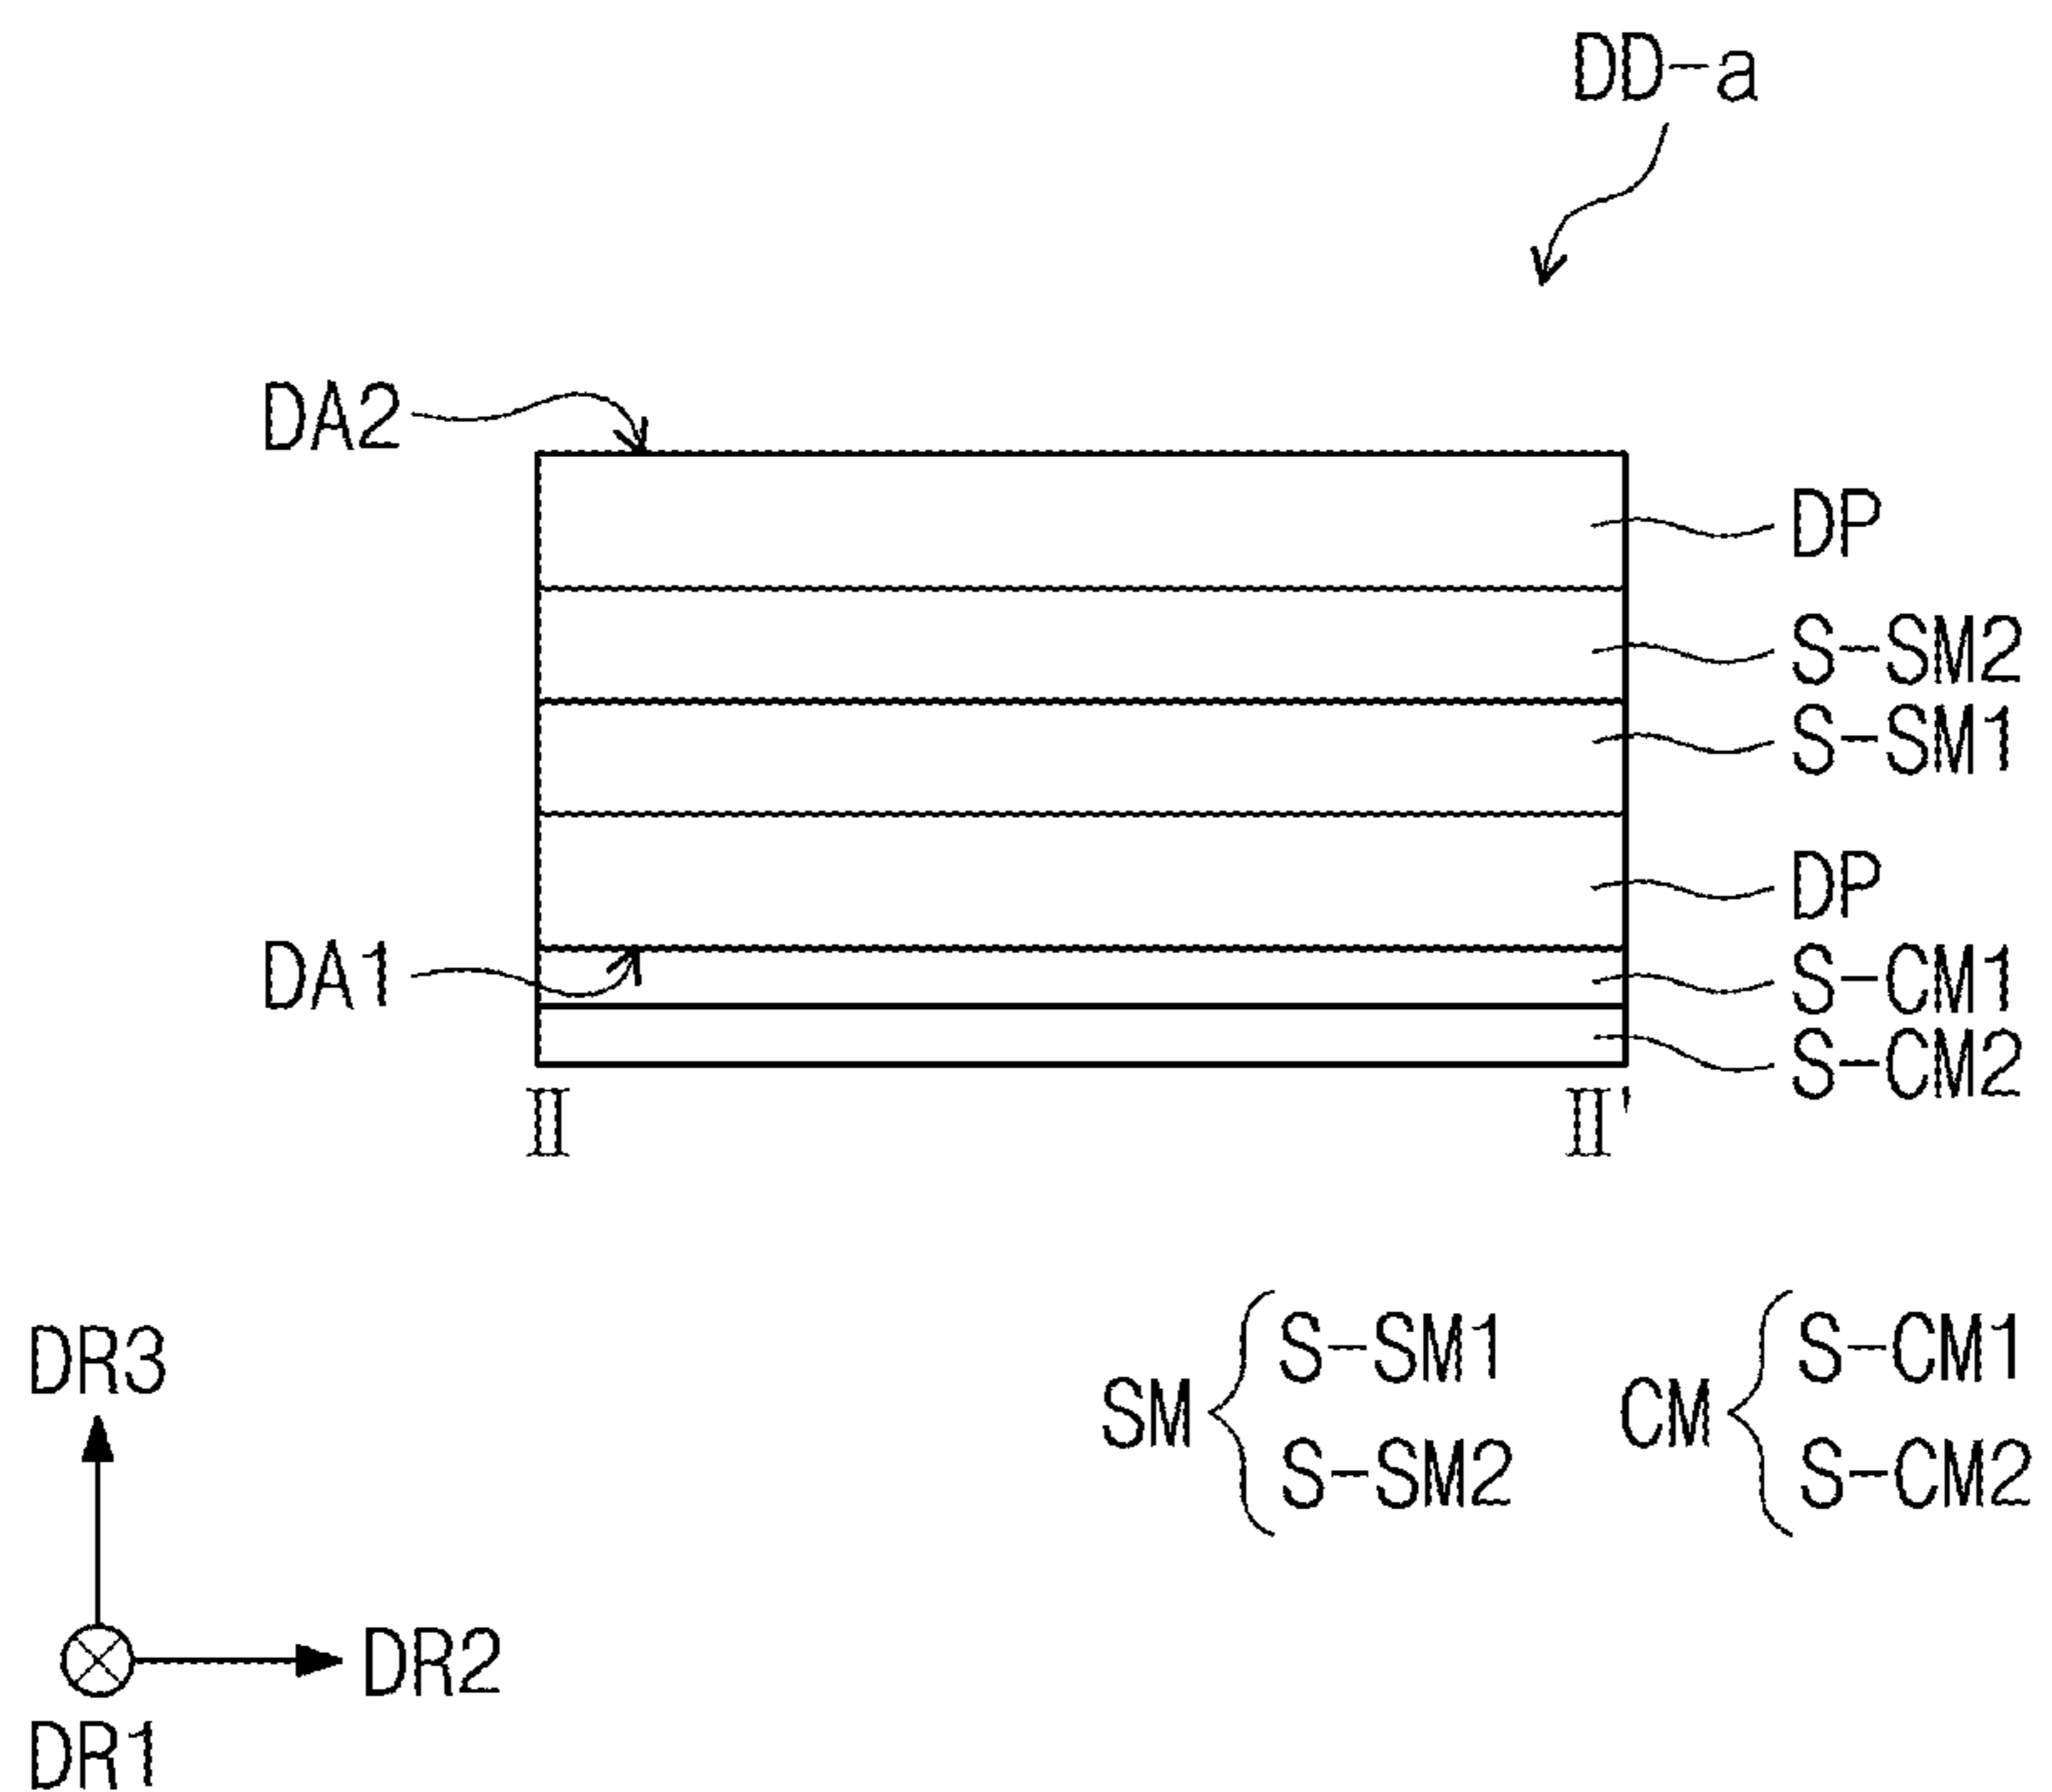 DD-a
DA2
DP
S-SM2
S-SM1
DP
DA1
S-CM1
S-CM2
Ⅱ Ⅱ'
DR3
SM S-SM1 S-SM2
CM S-CM1 S-CM2
DR2
DR1